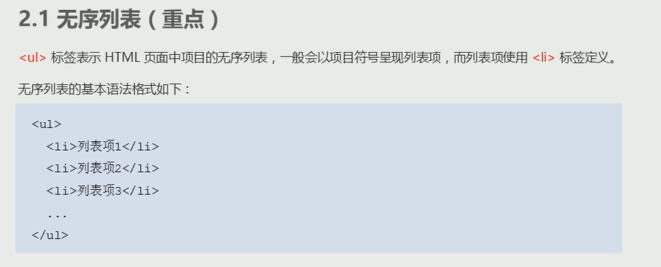 2.1 无序列表（重点）
<ul> 标签表示 HTML 页面中项目的无序列表，一般会以项目符号呈现列表项，而列表项使用 <li> 标签定义。
无序列表的基本语法格式如下：
<ul>
  <li>列表项1</li>
  <li>列表项2</li>
  <li>列表项3</li>
  ...
</ul>